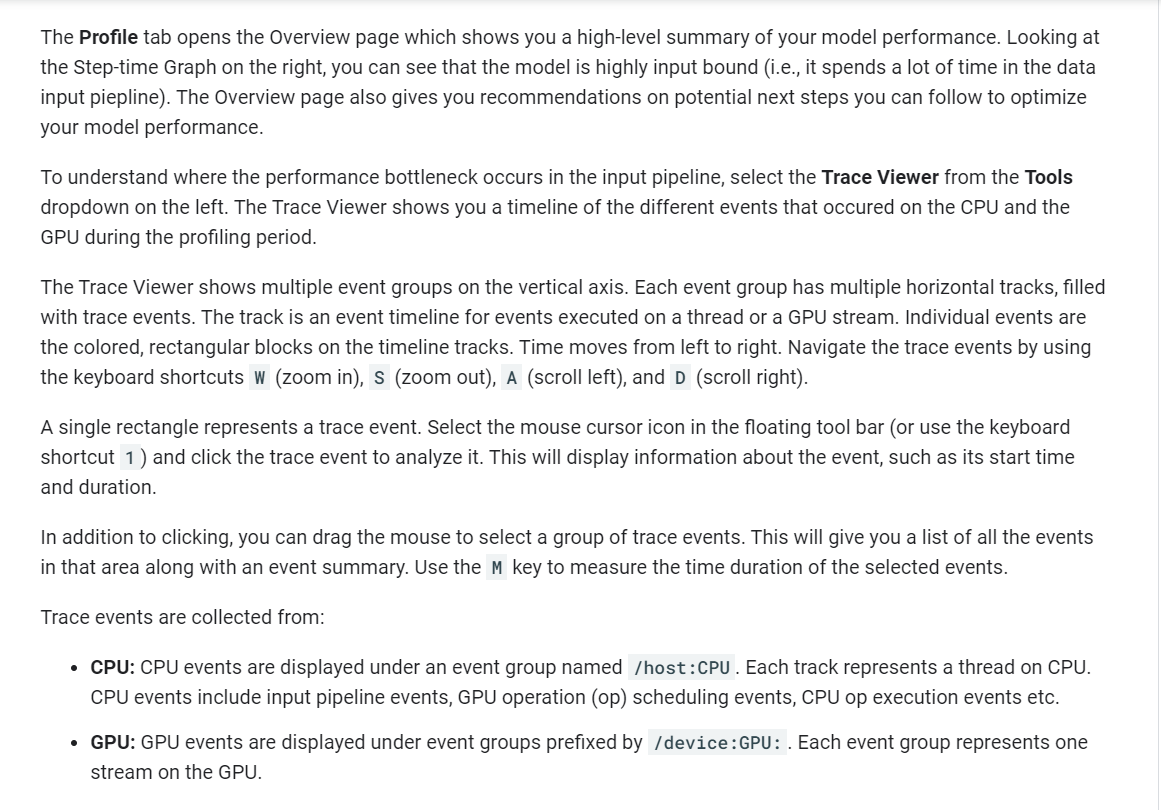 The Profile tab opens the Overview page which shows you a high-level summary of your model performance. Looking at
the Step-time Graph on the right, you can see that the model is highly input bound (i.e., it spends a lot of time in the data
input piepline). The Overview page also gives you recommendations on potential next steps you can follow to optimize
your model performance.
To understand where the performance bottleneck occurs in the input pipeline, select the Trace Viewer from the Tools
dropdown on the left. The Trace Viewer shows you a timeline of the different events that occured on the CPU and the
GPU during the profiling period.
The Trace Viewer shows multiple event groups on the vertical axis. Each event group has multiple horizontal tracks, filled
with trace events. The track is an event timeline for events executed on a thread or a GPU stream. Individual events are
the colored, rectangular blocks on the timeline tracks. Time moves from left to right. Navigate the trace events by using
the keyboard shortcuts W (zoom in), S (zoom out), A (scroll left), and D (scroll right).
A single rectangle represents a trace event. Select the mouse cursor icon in the floating tool bar (or use the keyboard
shortcut 1 ) and click the trace event to analyze it. This will display information about the event, such as its start time
and duration.
In addition to clicking, you can drag the mouse to select a group of trace events. This will give you a list of all the events
in that area along with an event summary. Use the M key to measure the time duration of the selected events.
Trace events are collected from:
• CPU: CPU events are displayed under an event group named /host:CPU . Each track represents a thread on CPU.
CPU events include input pipeline events, GPU operation (op) scheduling events, CPU op execution events etc.
• GPU: GPU events are displayed under event groups prefixed by /device:GPU: . Each event group represents one
stream on the GPU.